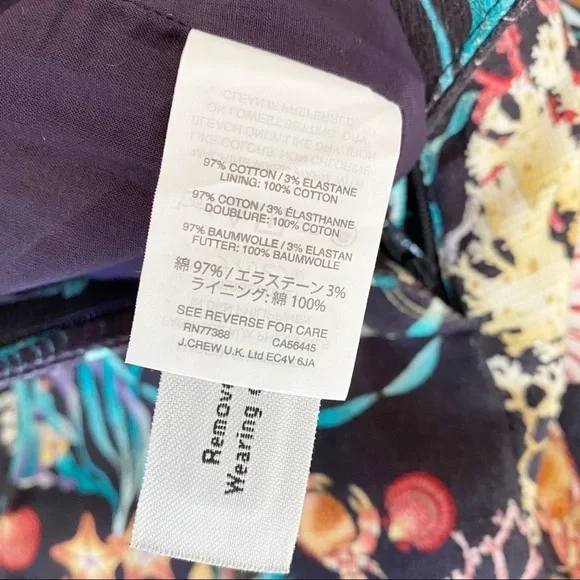 97% COTTON / 3% ELASTANE
LINING: 100% COTTON
97% COTON / 3% ÉLASTHANNE
DOUBLURE: 100% COTON
97% BAUMWOLLE / 3% ELASTAN
FUTTER: 100% BAUMWOLLE
綿 97% / エラステーン 3%
ライニング: 綿 100%
SEE REVERSE FOR CARE
RN77388 CA56445
J.CREW U.K. Ltd EC4V 6JA
Remove
Wearing